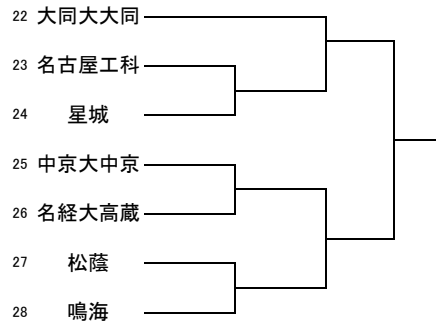 22 大同大大同
23 名古屋工科
24 星城
25 中京大中京
26 名経大高蔵
27 松蔭
28 鳴海